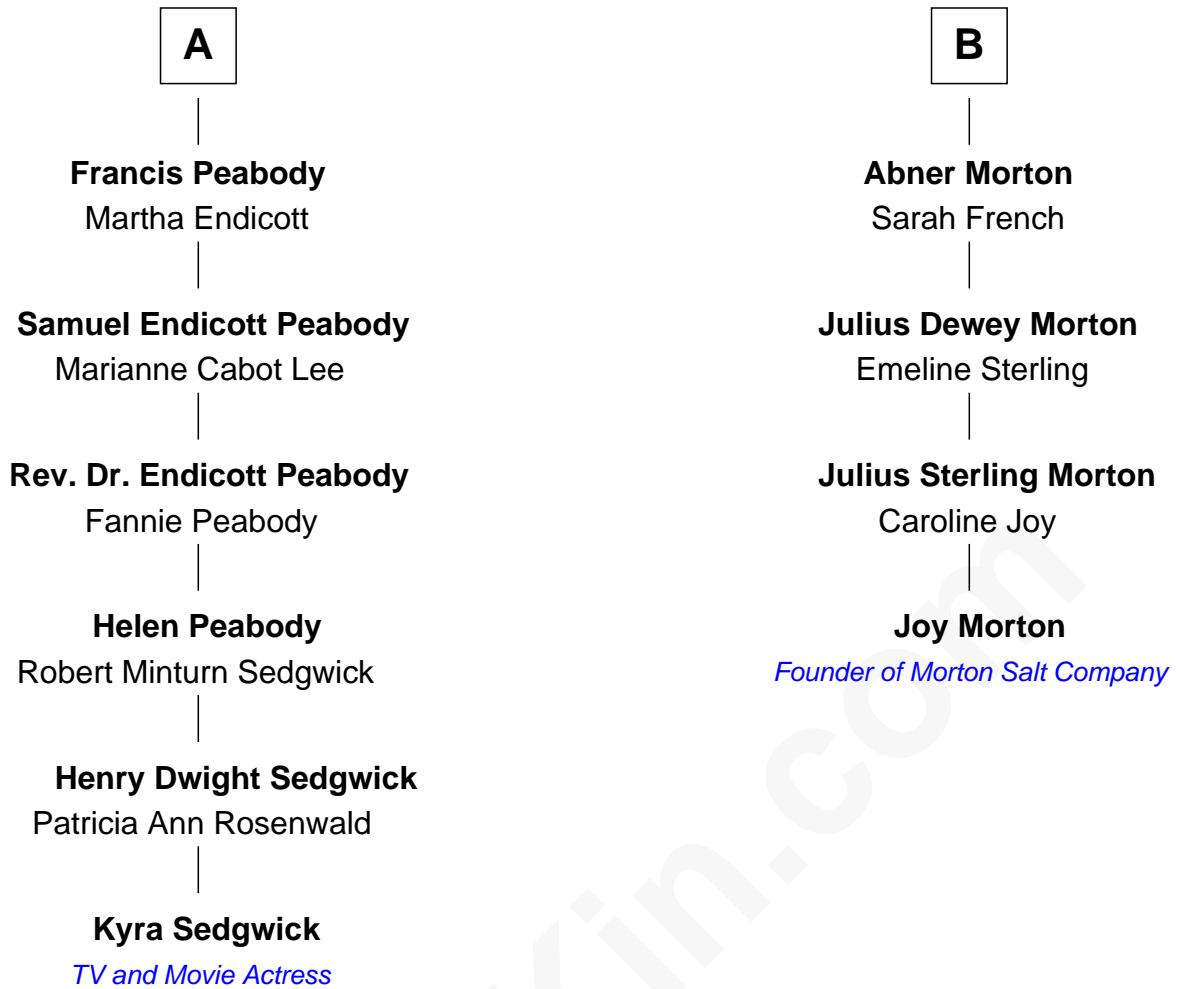 A
Francis Peabody
Martha Endicott
Samuel Endicott Peabody
Marianne Cabot Lee
Rev. Dr. Endicott Peabody
Fannie Peabody
Helen Peabody
Robert Minturn Sedgwick
Henry Dwight Sedgwick
Patricia Ann Rosenwald
Kyra Sedgwick
TV and Movie Actress
B
Abner Morton
Sarah French
Julius Dewey Morton
Emeline Sterling
Julius Sterling Morton
Caroline Joy
Joy Morton
Founder of Morton Salt Company